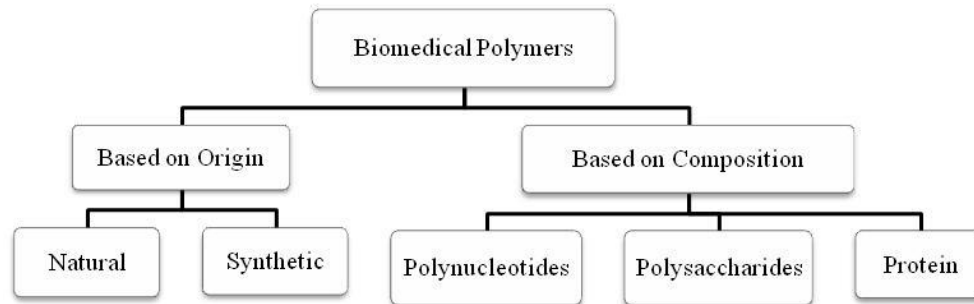 Biomedical Polymers
Based on Origin
Based on Composition
Natural
Synthetic
Polynucleotides
Polysaccharides
Protein